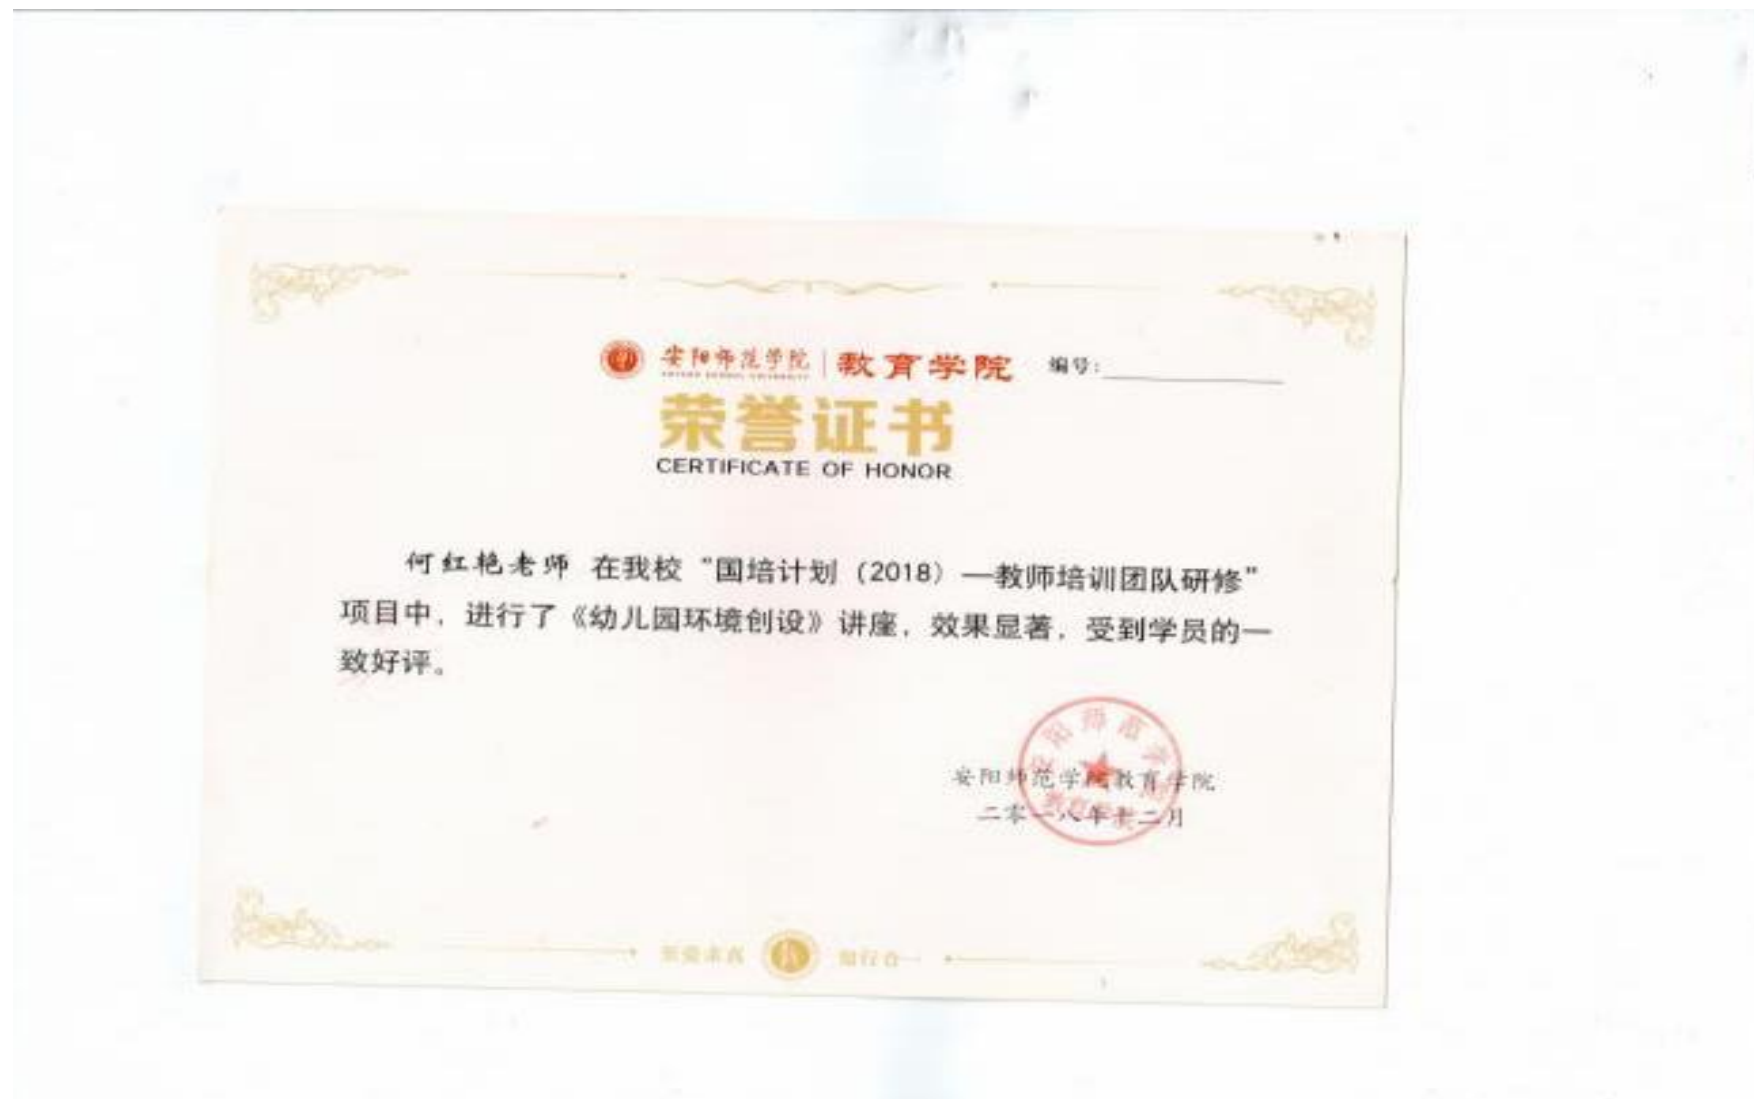 安阳师范学院 教育学院 编号:
荣誉证书
CERTIFICATE OF HONOR
何红艳老师 在我校“国培计划（2018）—教师培训团队研修”
项目中，进行了《幼儿园环境创设》讲座，效果显著，受到学员的一
致好评。
安阳师范学院教育学院
二零一八年十二月